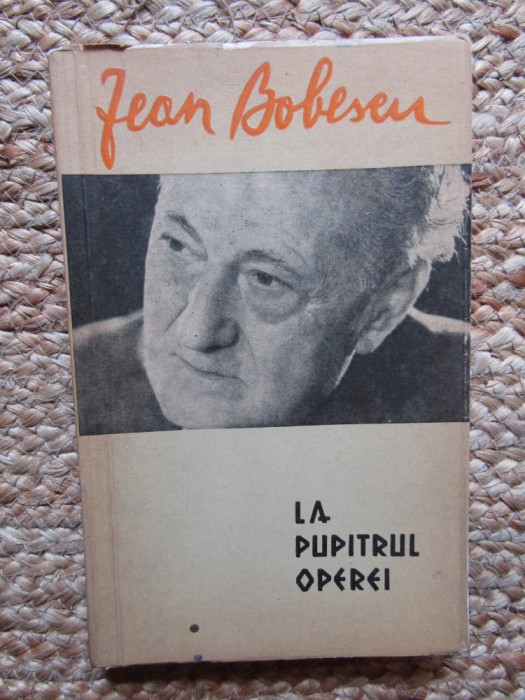 Jean Bobescu
LA
PUPITRUL
OPEREI